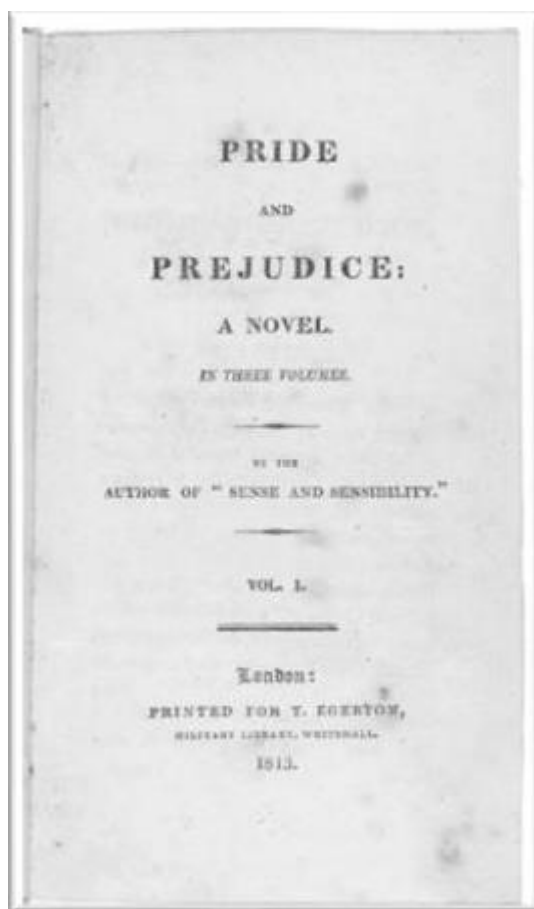 PRIDE
AND
PREJUDICE:
A NOVEL.
IN THREE VOLUMES.
BY THE
AUTHOR OF " SENSE AND SENSIBILITY."
VOL. I.
London:
PRINTED FOR T. EGERTON,
MILITARY LIBRARY, WHITEHALL.
1813.